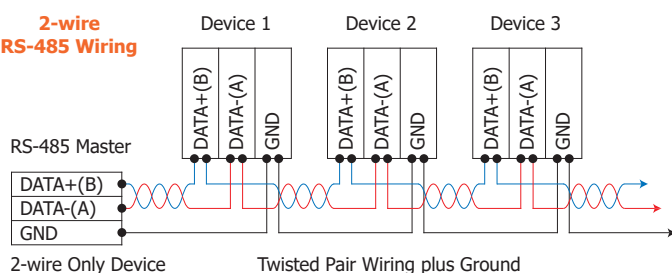 2-wire
RS-485 Wiring
Device 1
Device 2
Device 3
DATA+(B)
DATA-(A)
GND
DATA+(B)
DATA-(A)
GND
DATA+(B)
DATA-(A)
GND
RS-485 Master
DATA+(B)
DATA-(A)
GND
2-wire Only Device
Twisted Pair Wiring plus Ground